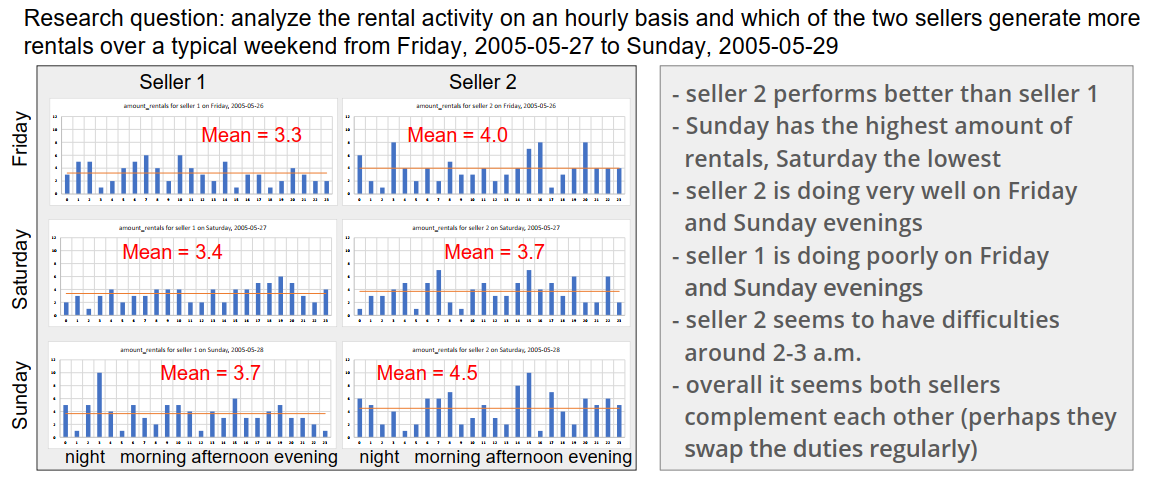 Research question: analyze the rental activity on an hourly basis and which of the two sellers generate more
rentals over a typical weekend from Friday, 2005-05-27 to Sunday, 2005-05-29
Seller 1
Seller 2
Friday
amount_rentals for seller 1 on Friday, 2005-05-26
Mean = 3.3
amount_rentals for seller 2 on Friday, 2005-05-26
Mean = 4.0
Saturday
amount_rentals for seller 1 on Saturday, 2005-05-27
Mean = 3.4
amount_rentals for seller 2 on Saturday, 2005-05-27
Mean = 3.7
Sunday
amount_rentals for seller 1 on Sunday, 2005-05-28
Mean = 3.7
amount_rentals for seller 2 on Saturday, 2005-05-28
Mean = 4.5
night morning afternoon evening
night morning afternoon evening
- seller 2 performs better than seller 1
- Sunday has the highest amount of
rentals, Saturday the lowest
- seller 2 is doing very well on Friday
and Sunday evenings
- seller 1 is doing poorly on Friday
and Sunday evenings
- seller 2 seems to have difficulties
around 2-3 a.m.
- overall it seems both sellers
complement each other (perhaps they
swap the duties regularly)